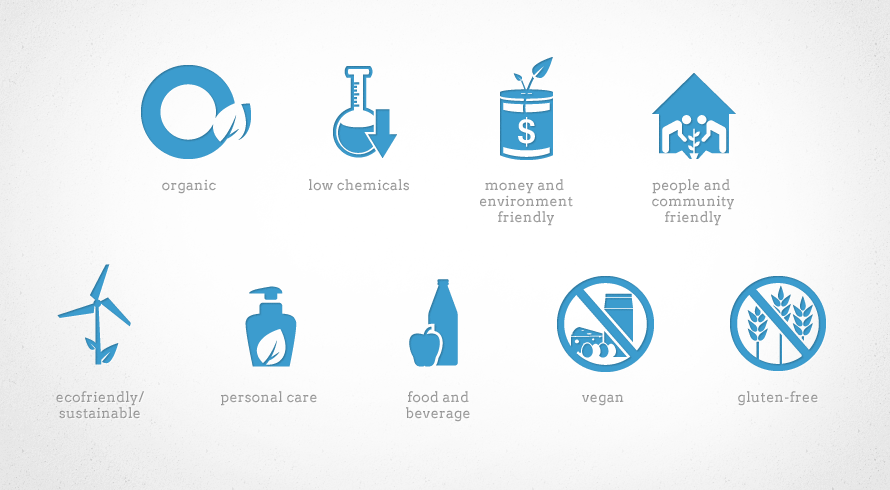 organic
low chemicals
money and
environment
friendly
people and
community
friendly
$
ecofriendly/
sustainable
personal care
food and
beverage
vegan
gluten-free